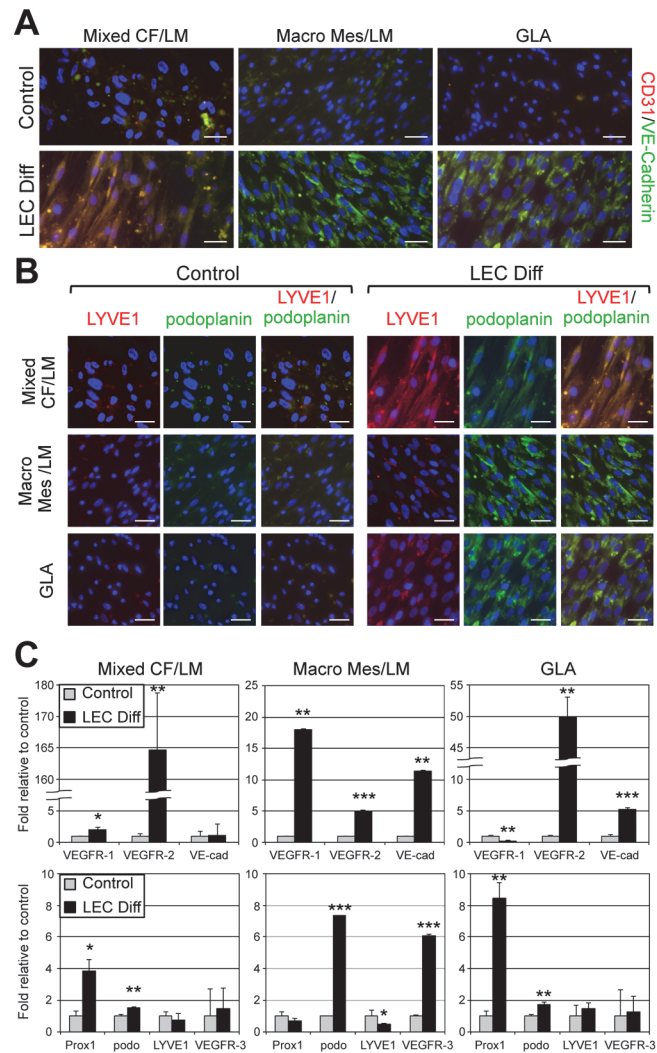 A
Mixed CF/LM Macro Mes/LM GLA
Control
LEC Diff
CD31/VE-Cadherin
B
Control LEC Diff
LYVE1 podoplanin LYVE1/podoplanin LYVE1 podoplanin LYVE1/podoplanin
Mixed CF/LM
Macro Mes /LM
GLA
C
Mixed CF/LM Macro Mes/LM GLA
Fold relative to control
180
170
165
160
5
0
Control
LEC Diff
*
**
VEGFR-1 VEGFR-2 VE-cad
25
20
15
10
5
0
**
***
**
VEGFR-1 VEGFR-2 VE-cad
55
50
45
10
5
0
**
**
***
VEGFR-1 VEGFR-2 VE-cad
Fold relative to control
10
8
6
4
2
0
Control
LEC Diff
*
**
Prox1 podo LYVE1 VEGFR-3
10
8
6
4
2
0
***
*
***
Prox1 podo LYVE1 VEGFR-3
10
8
6
4
2
0
**
**
Prox1 podo LYVE1 VEGFR-3